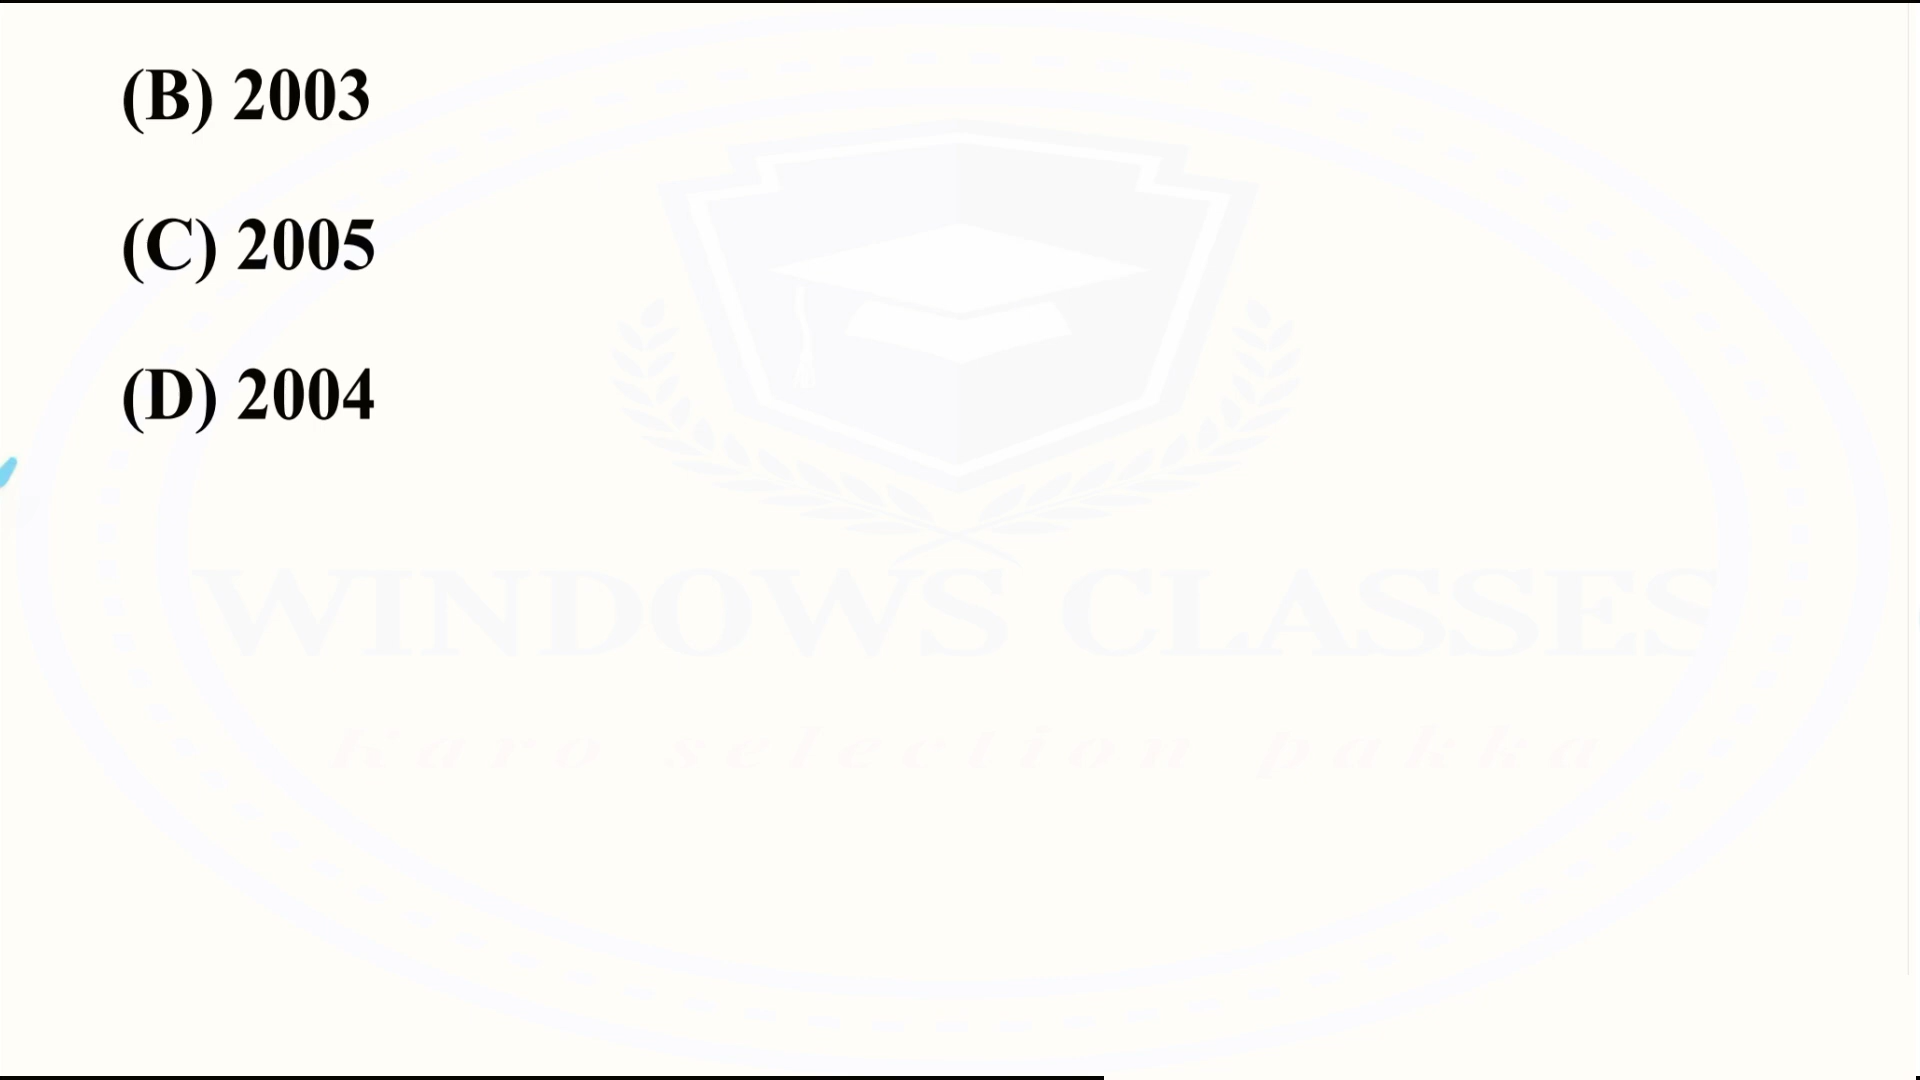 (B) 2003
(C) 2005
(D) 2004
WINDOWS CLASSES
Karo selection pakka